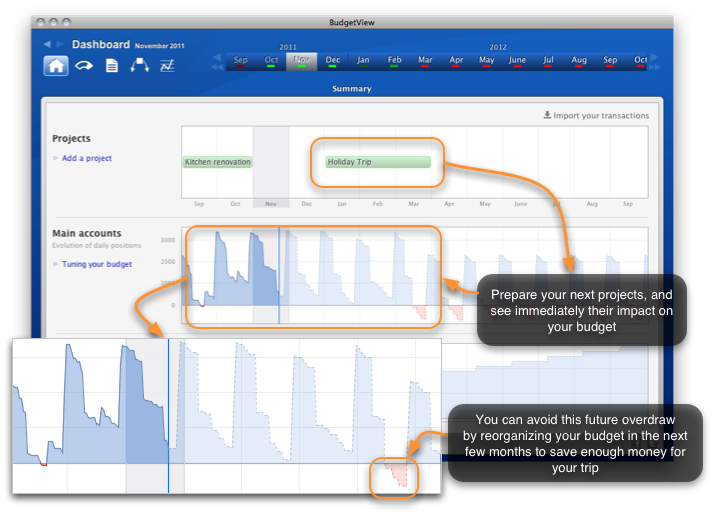 BudgetView
Dashboard November 2011
2011 2012
Sep Oct Nov Dec Jan Feb Mar Apr May June Jul Aug Sep Oct
Summary
Import your transactions
Projects
Add a project
Kitchen renovation
Holiday Trip
Sep Oct Nov Dec Jan Feb Mar Apr May June Jul Aug Sep
Main accounts
Evolution of daily positions
Tuning your budget
3000
2000
1000
0
Prepare your next projects, and
see immediately their impact on
your budget
You can avoid this future overdraw
by reorganizing your budget in the next
few months to save enough money for
your trip